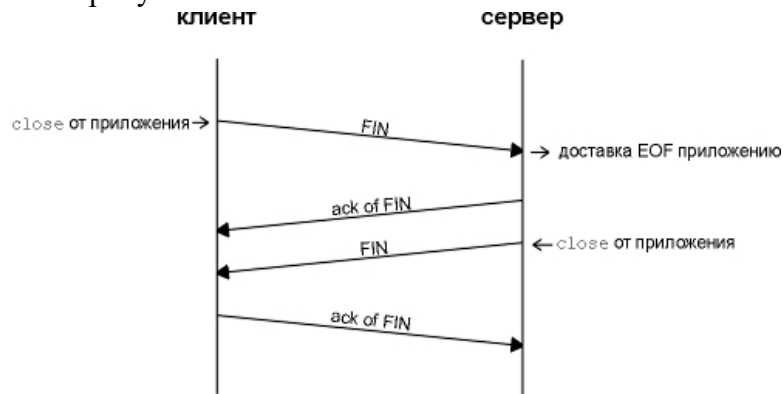 клиент сервер
close от приложения
FIN
доставка EOF приложению
ack of FIN
close от приложения
FIN
ack of FIN